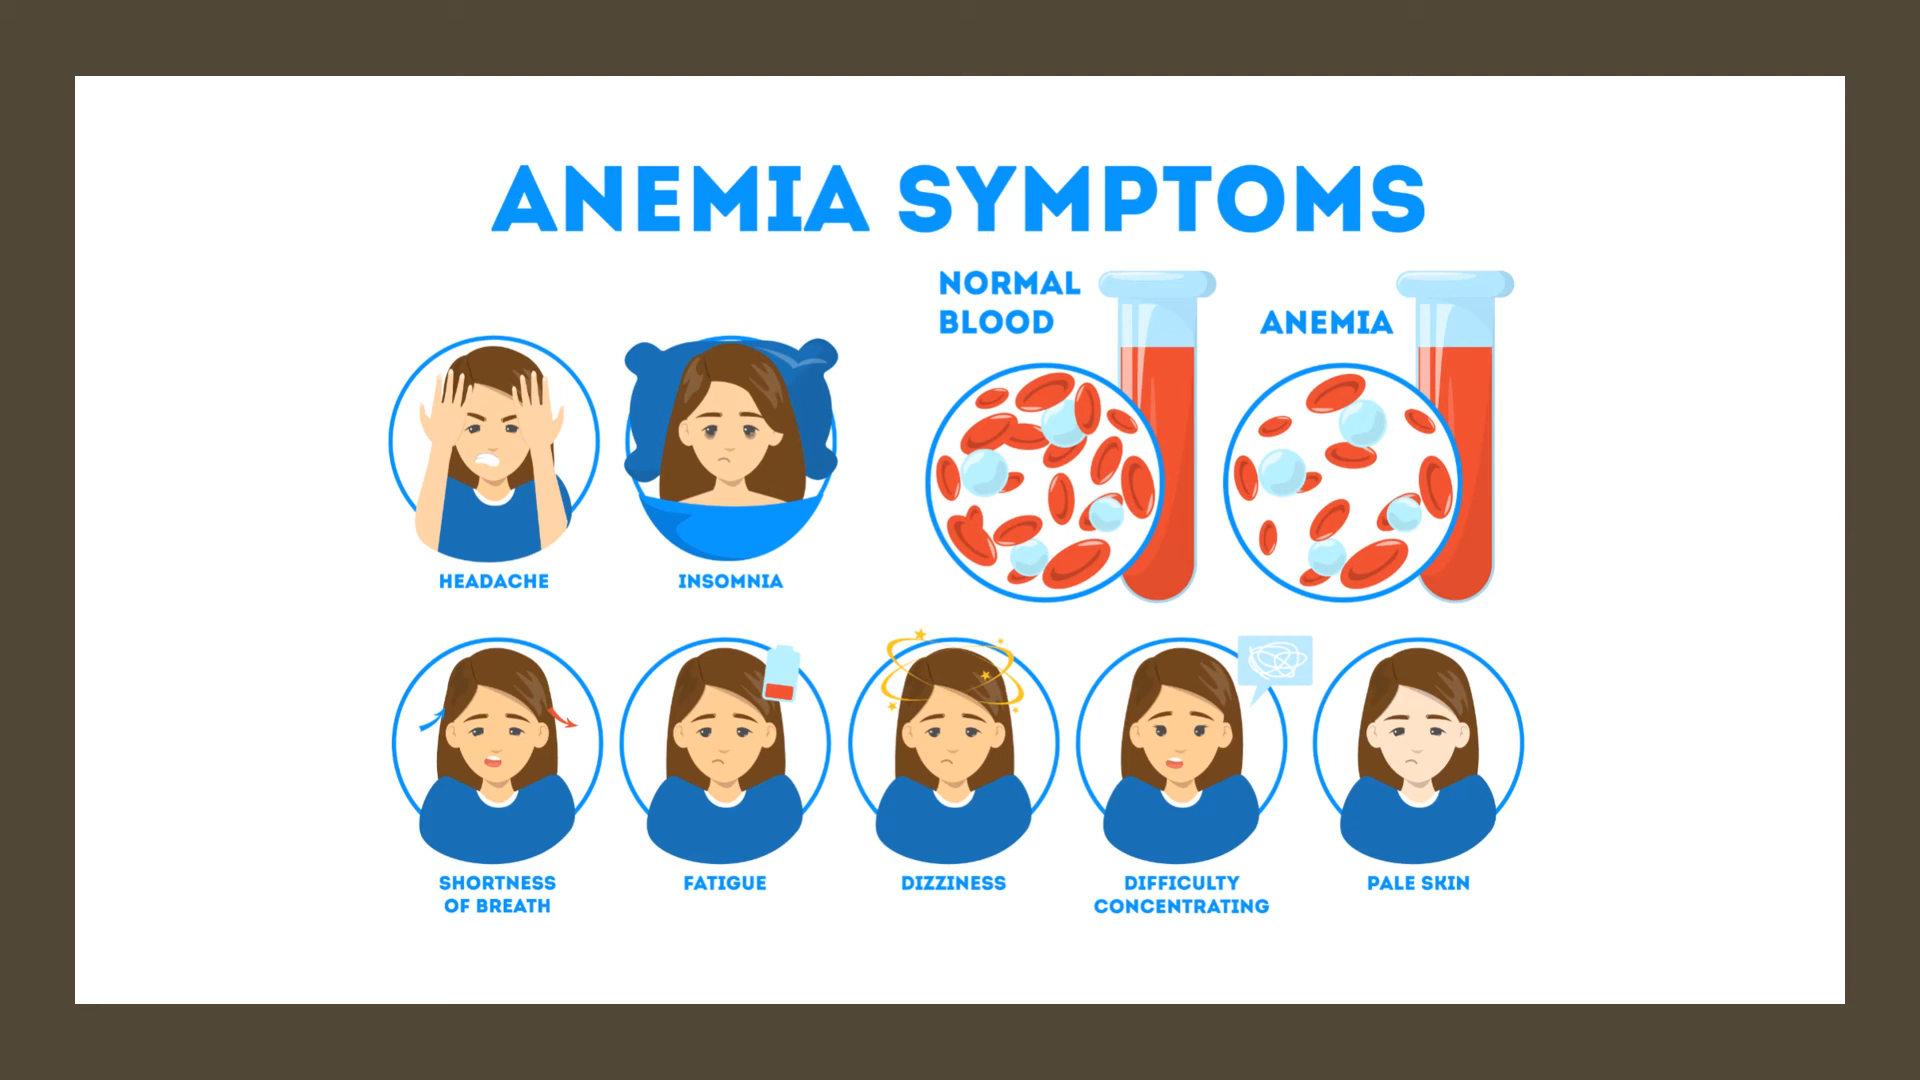 ANEMIA SYMPTOMS
NORMAL
BLOOD
ANEMIA
HEADACHE
INSOMNIA
SHORTNESS
OF BREATH
FATIGUE
DIZZINESS
DIFFICULTY
CONCENTRATING
PALE SKIN